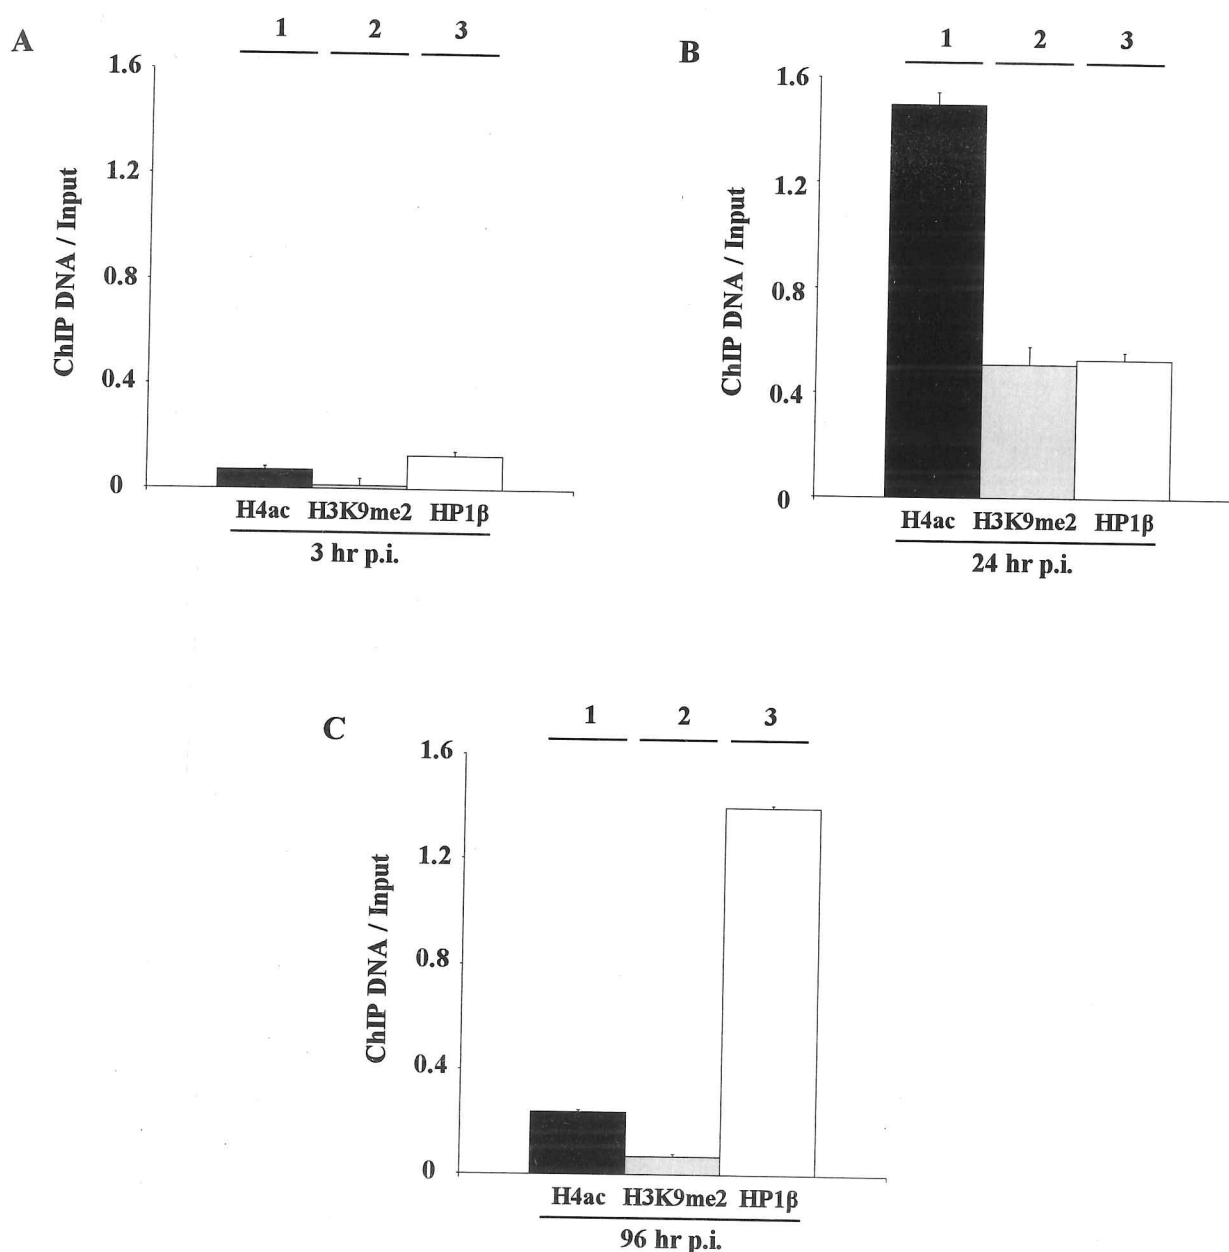 A
1 2 3
1.6
1.2
0.8
0.4
0
ChIP DNA / Input
H4ac H3K9me2 HP1β
3 hr p.i.
B
1 2 3
1.6
1.2
0.8
0.4
0
ChIP DNA / Input
H4ac H3K9me2 HP1β
24 hr p.i.
C
1 2 3
1.6
1.2
0.8
0.4
0
ChIP DNA / Input
H4ac H3K9me2 HP1β
96 hr p.i.